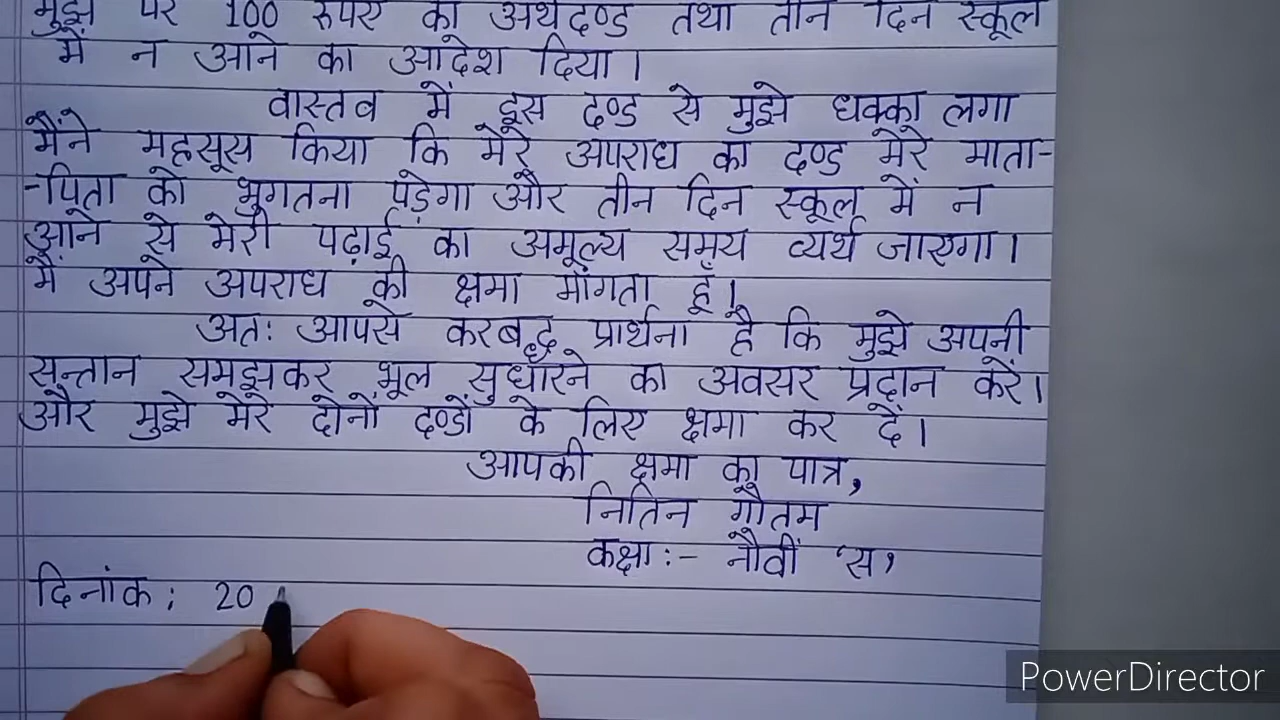 मुझ पर 100 रुपए का अर्थदण्ड तथा तीन दिन स्कूल
में न आने का आदेश दिया।
वास्तव में इस दण्ड से मुझे धक्का लगा
मैंने महसूस किया कि मेरे अपराध का दण्ड मेरे माता-
-पिता को भुगतना पड़ेगा और तीन दिन स्कूल में न
आने से मेरी पढ़ाई का अमूल्य समय व्यर्थ जाएगा।
मैं अपने अपराध की क्षमा माँगता हूँ।
अतः आपसे करबद्ध प्रार्थना है कि मुझे अपनी
सन्तान समझकर भूल सुधारने का अवसर प्रदान करें।
और मुझे मेरे दोनों दण्डों के लिए क्षमा कर दें।
आपकी क्षमा का पात्र,
नितिन गौतम
कक्षा :- नौवीं 'स'
दिनांक : 20
PowerDirector